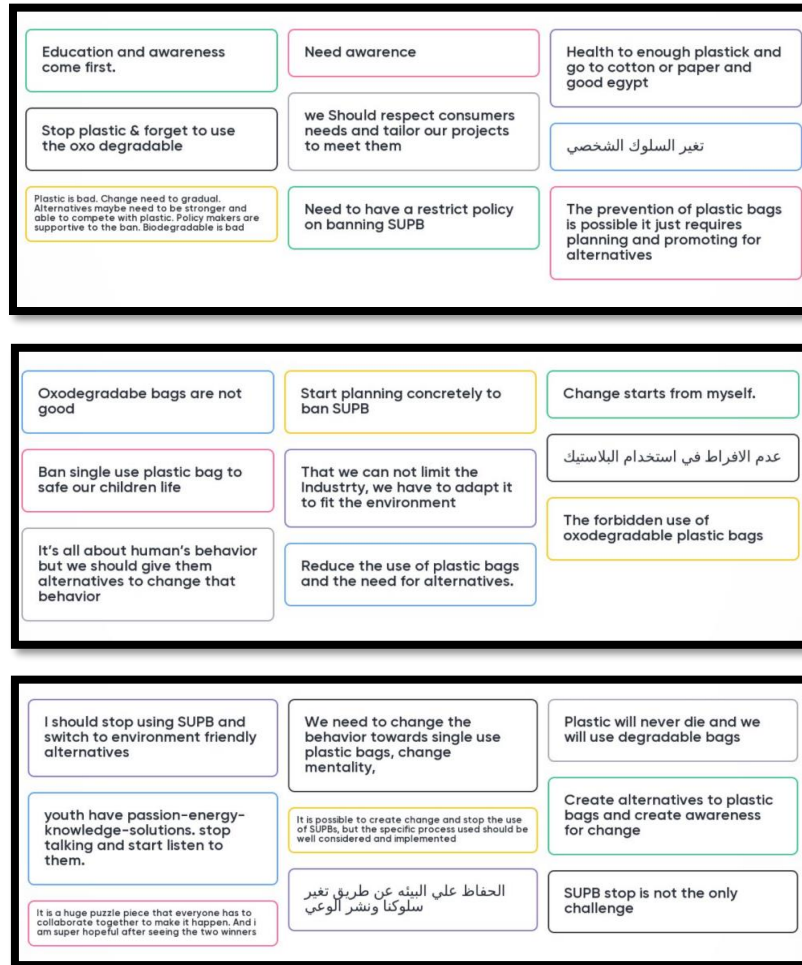 Education and awareness
come first.
Stop plastic & forget to use
the oxo degradable
Plastic is bad. Change need to gradual.
Alternatives maybe need to be stronger and
able to compete with plastic. Policy makers are
supportive to the ban. Biodegradable is bad
Need awarence
we Should respect consumers
needs and tailor our projects
to meet them
Need to have a restrict policy
on banning SUPB
Health to enough plastick and
go to cotton or paper and
good egypt
تغير السلوك الشخصي
The prevention of plastic bags
is possible it just requires
planning and promoting for
alternatives
Oxodegradabe bags are not
good
Ban single use plastic bag to
safe our children life
It's all about human's behavior
but we should give them
alternatives to change that
behavior
Start planning concretely to
ban SUPB
That we can not limit the
Industrty, we have to adapt it
to fit the environment
Reduce the use of plastic bags
and the need for alternatives.
Change starts from myself.
عدم الافراط في استخدام البلاستيك
The forbidden use of
oxodegradable plastic bags
I should stop using SUPB and
switch to environment friendly
alternatives
youth have passion-energy-
knowledge-solutions. stop
talking and start listen to
them.
It is a huge puzzle piece that everyone has to
collaborate together to make it happen. And i
am super hopeful after seeing the two winners
We need to change the
behavior towards single use
plastic bags, change
mentality,
It is possible to create change and stop the use
of SUPBs, but the specific process used should be
well considered and implemented
الحفاظ علي البيئه عن طريق تغير
سلوكنا ونشر الوعي
Plastic will never die and we
will use degradable bags
Create alternatives to plastic
bags and create awareness
for change
SUPB stop is not the only
challenge